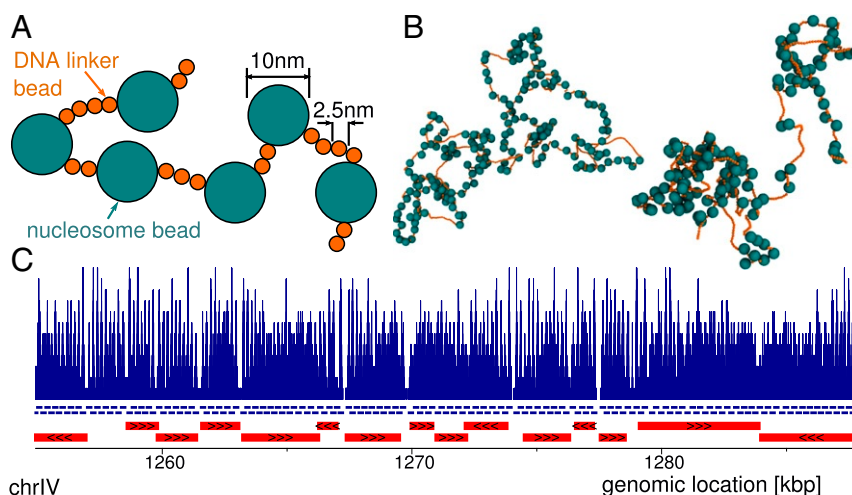 A
B
DNA linker
bead
10nm
2.5nm
nucleosome bead
C
>>> >>> <<< >>> <<< <<< >>>
<<< >>> >>> >>> >>> >>> >>> <<<
1260 1270 1280
chrIV genomic location [kbp]